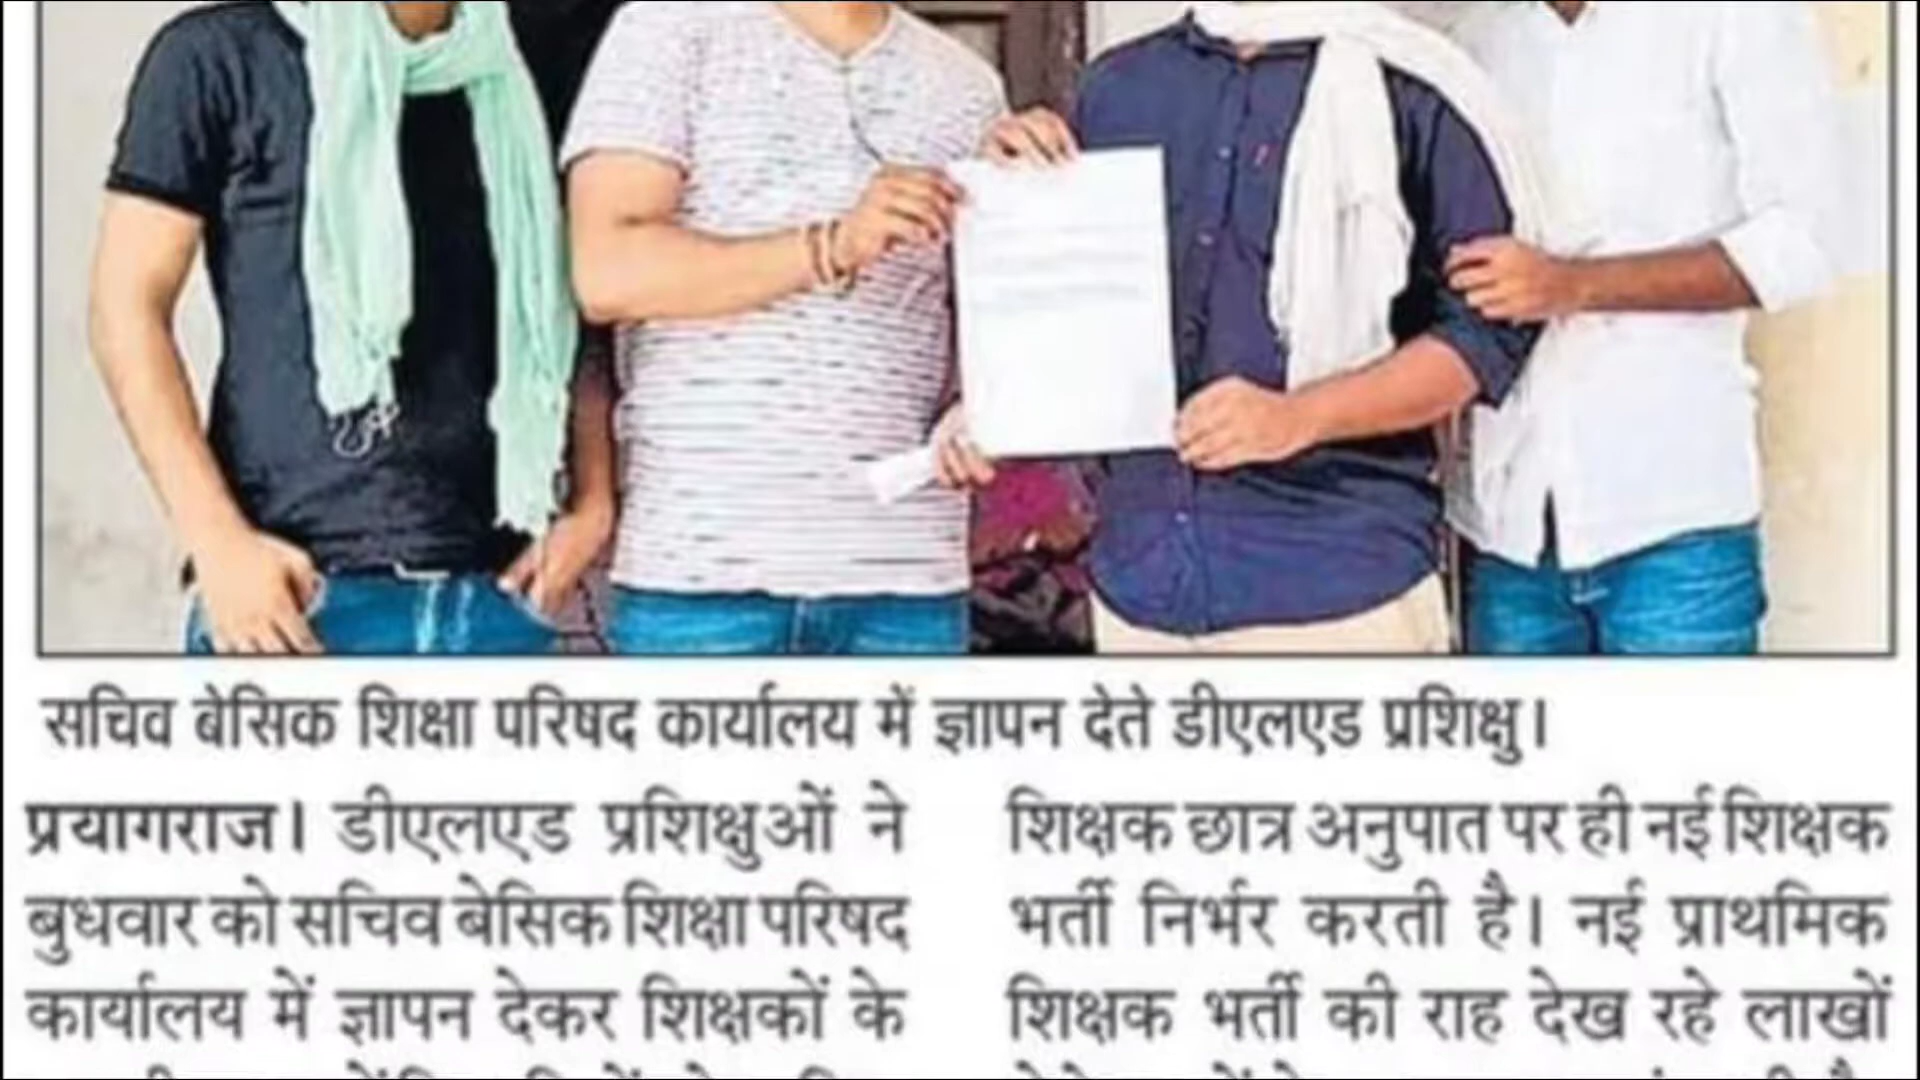 सचिव बेसिक शिक्षा परिषद कार्यालय में ज्ञापन देते डीएलएड प्रशिक्षु।
प्रयागराज। डीएलएड प्रशिक्षुओं ने
बुधवार को सचिव बेसिक शिक्षा परिषद
कार्यालय में ज्ञापन देकर शिक्षकों के
शिक्षक छात्र अनुपात पर ही नई शिक्षक
भर्ती निर्भर करती है। नई प्राथमिक
शिक्षक भर्ती की राह देख रहे लाखों